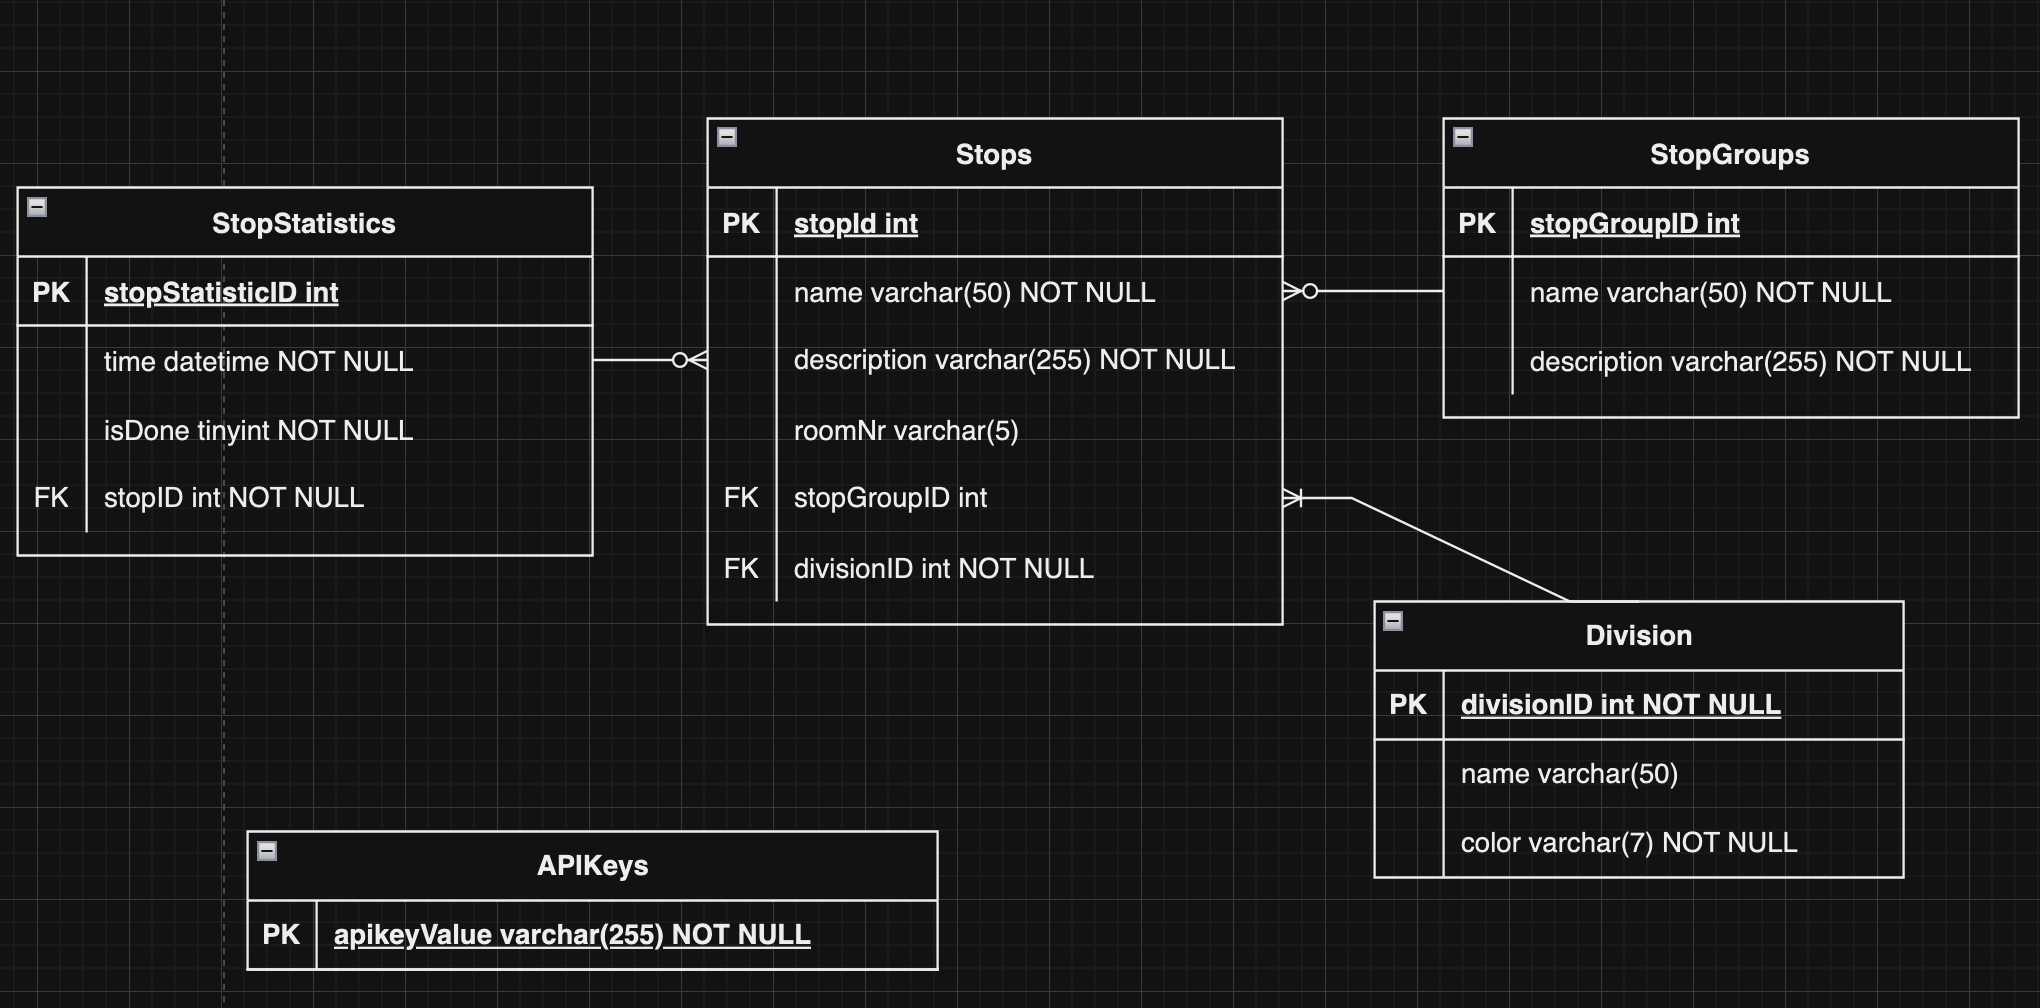 StopStatistics
PK stopStatisticID int
time datetime NOT NULL
isDone tinyint NOT NULL
FK stopID int NOT NULL
Stops
PK stopId int
name varchar(50) NOT NULL
description varchar(255) NOT NULL
roomNr varchar(5)
FK stopGroupID int
FK divisionID int NOT NULL
StopGroups
PK stopGroupID int
name varchar(50) NOT NULL
description varchar(255) NOT NULL
Division
PK divisionID int NOT NULL
name varchar(50)
color varchar(7) NOT NULL
APIKeys
PK apikeyValue varchar(255) NOT NULL